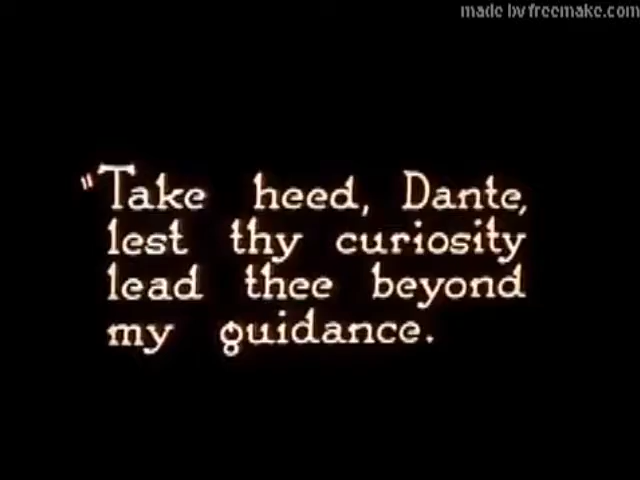 made by freemake.com
"Take heed, Dante,
lest thy curiosity
lead thee beyond
my guidance.